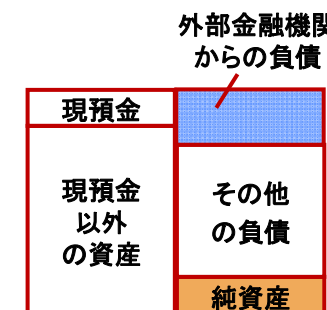 外部金融機関
からの負債
現預金
現預金
以外
の資産
その他
の負債
純資産